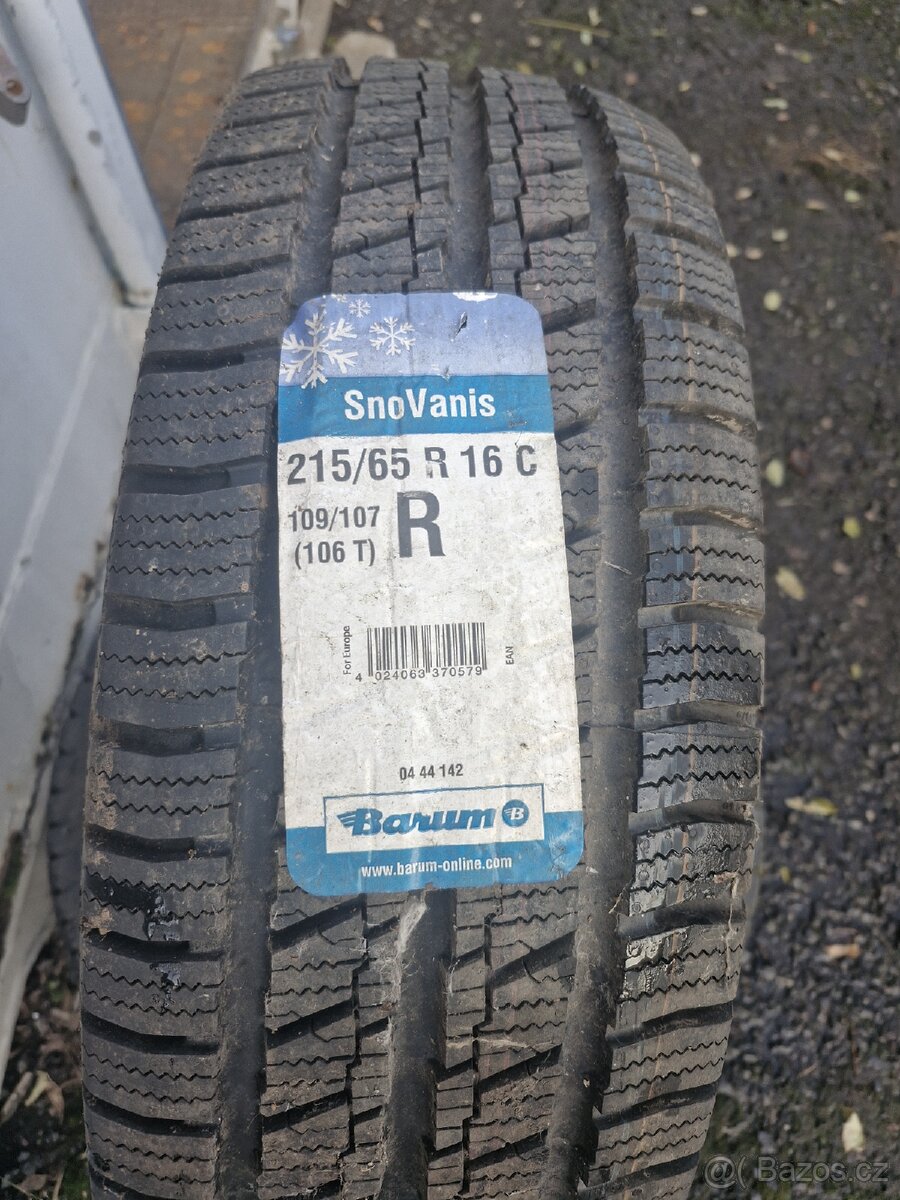 SnoVanis
215/65 R 16 C
109/107 R
(106 T)
For Europe
4 024063 370579
EAN
04 44 142
Barum B
www.barum-online.com
@( Bazos.cz